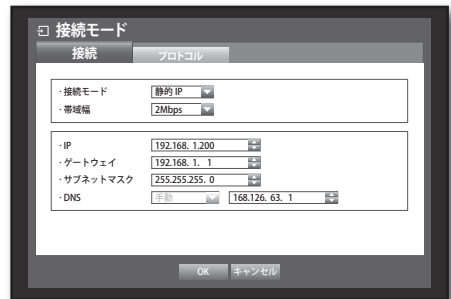 接続モード
接続 プロトコル
· 接続モード 静的 IP
· 帯域幅 2Mbps
· IP 192.168. 1.200
· ゲートウェイ 192.168. 1. 1
· サブネットマスク 255.255.255. 0
· DNS 手動 168.126. 63. 1
OK キャンセル